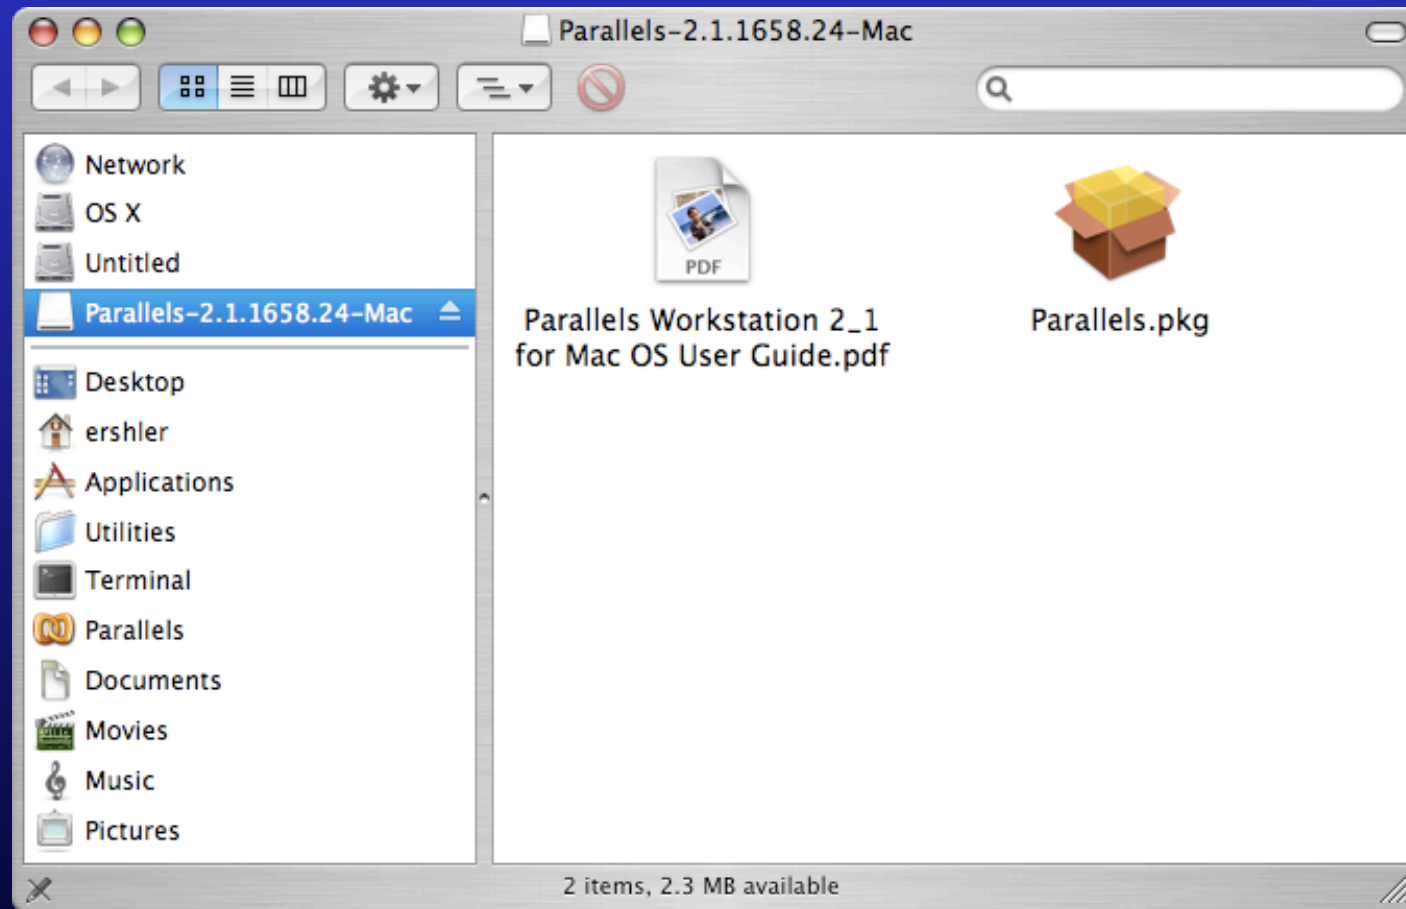 Parallels-2.1.1658.24-Mac
Network
OS X
Untitled
Parallels-2.1.1658.24-Mac
Desktop
ershler
Applications
Utilities
Terminal
Parallels
Documents
Movies
Music
Pictures
PDF
Parallels Workstation 2_1
for Mac OS User Guide.pdf
Parallels.pkg
2 items, 2.3 MB available